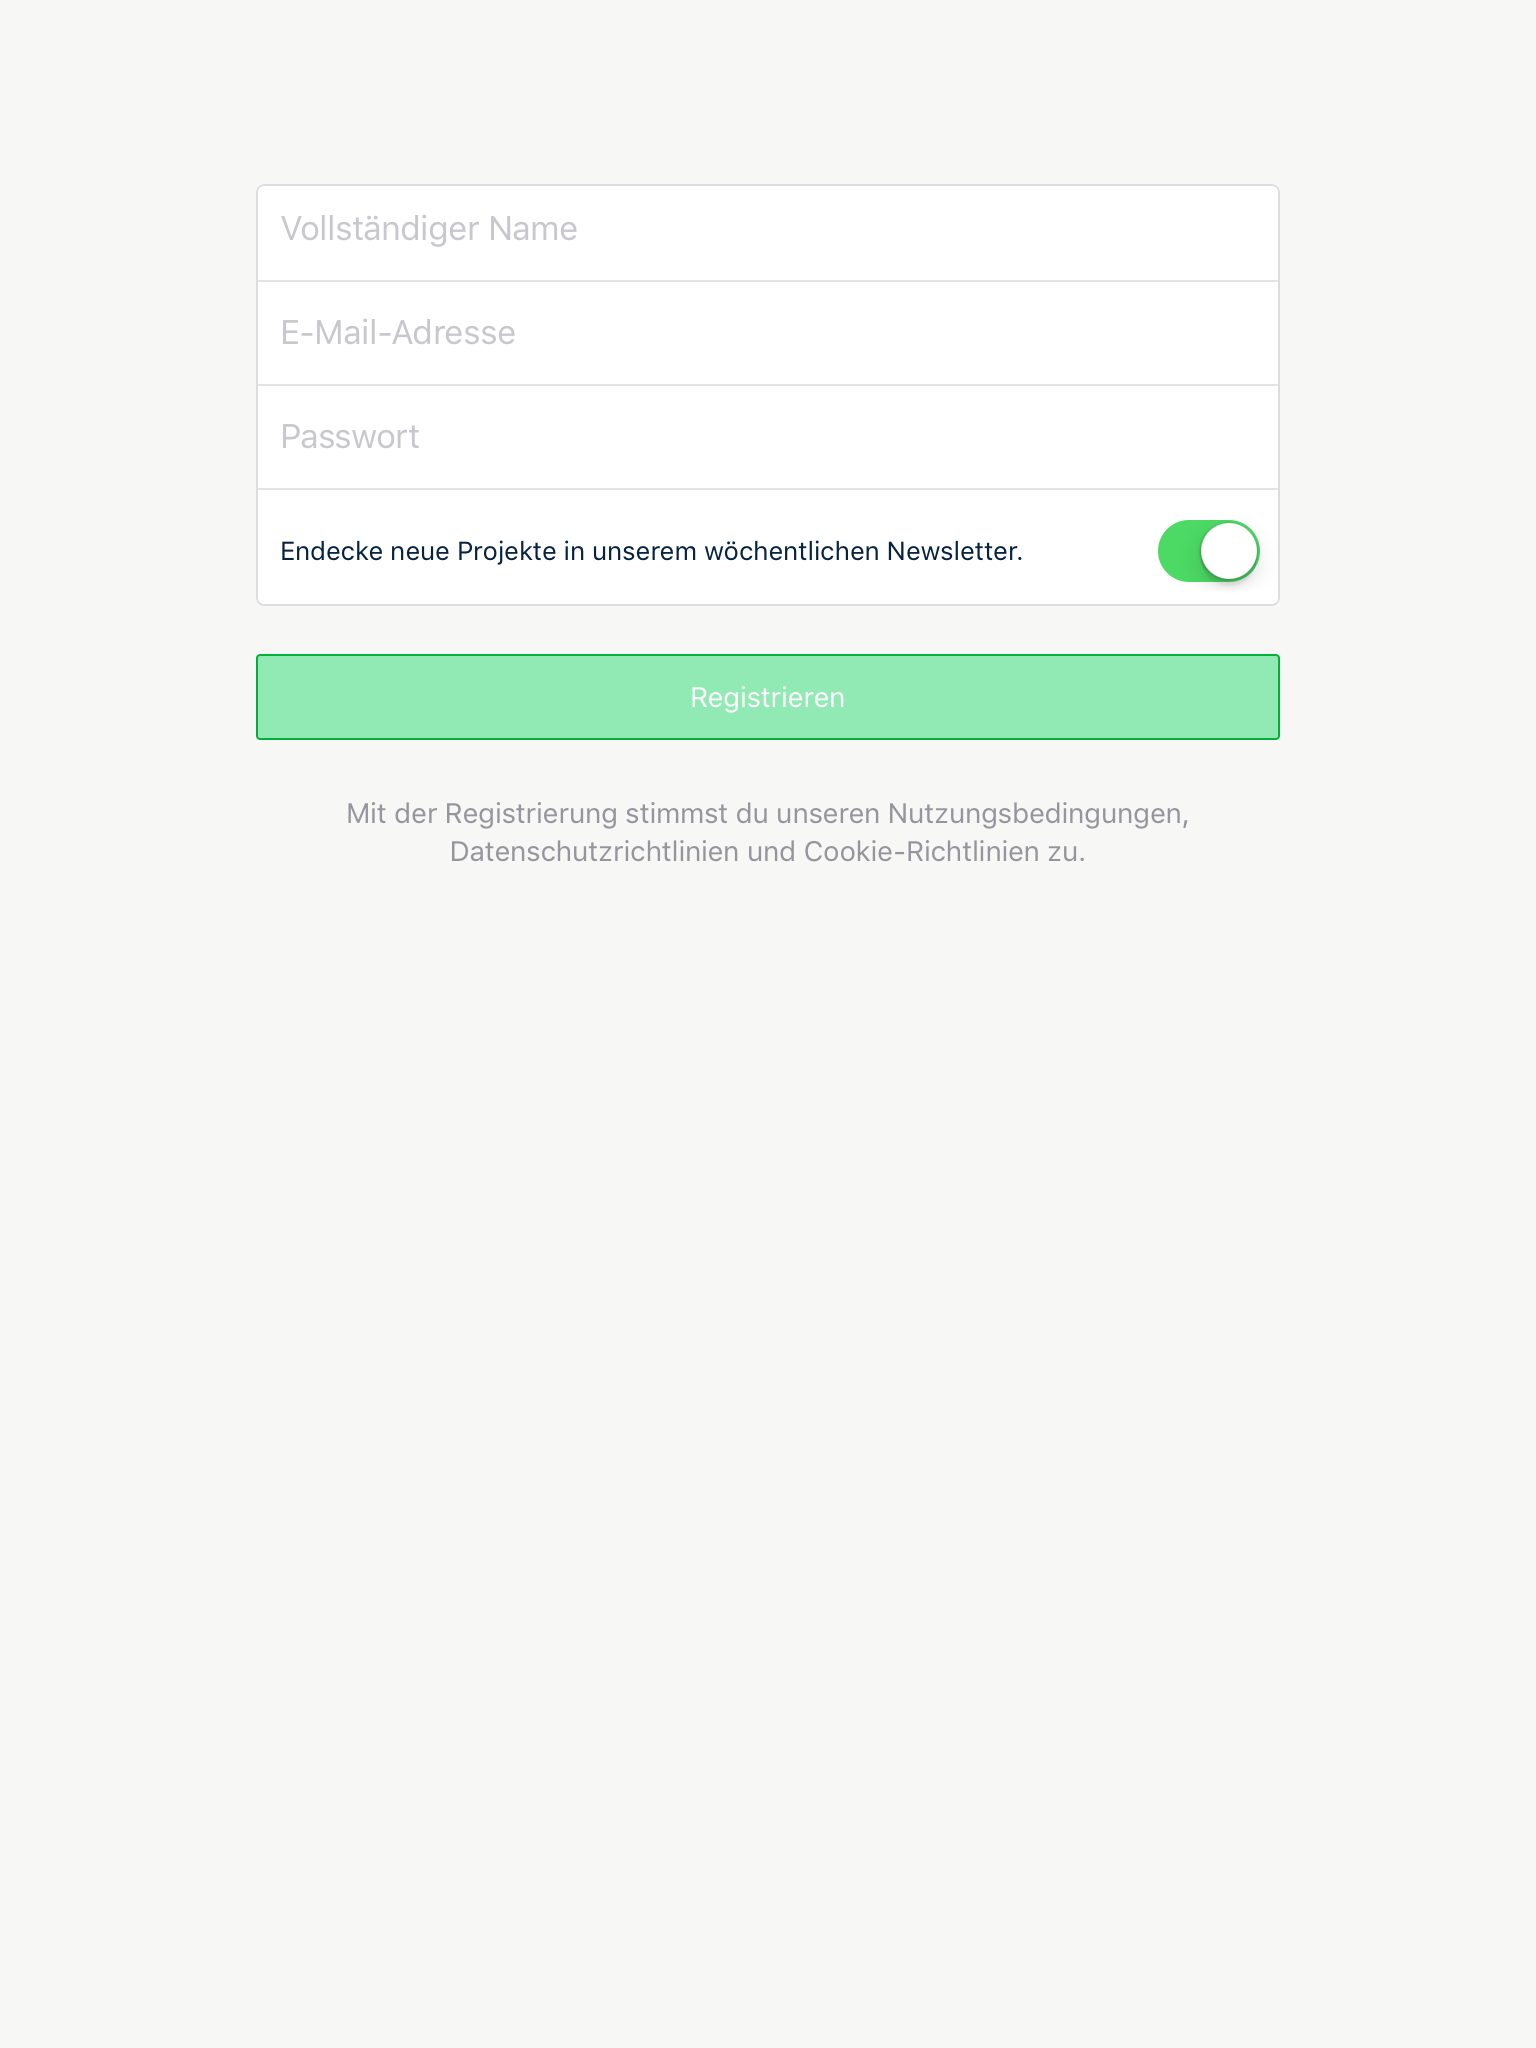 Vollständiger Name
E-Mail-Adresse
Passwort
Endecke neue Projekte in unserem wöchentlichen Newsletter.
Registrieren
Mit der Registrierung stimmst du unseren Nutzungsbedingungen,
Datenschutzrichtlinien und Cookie-Richtlinien zu.